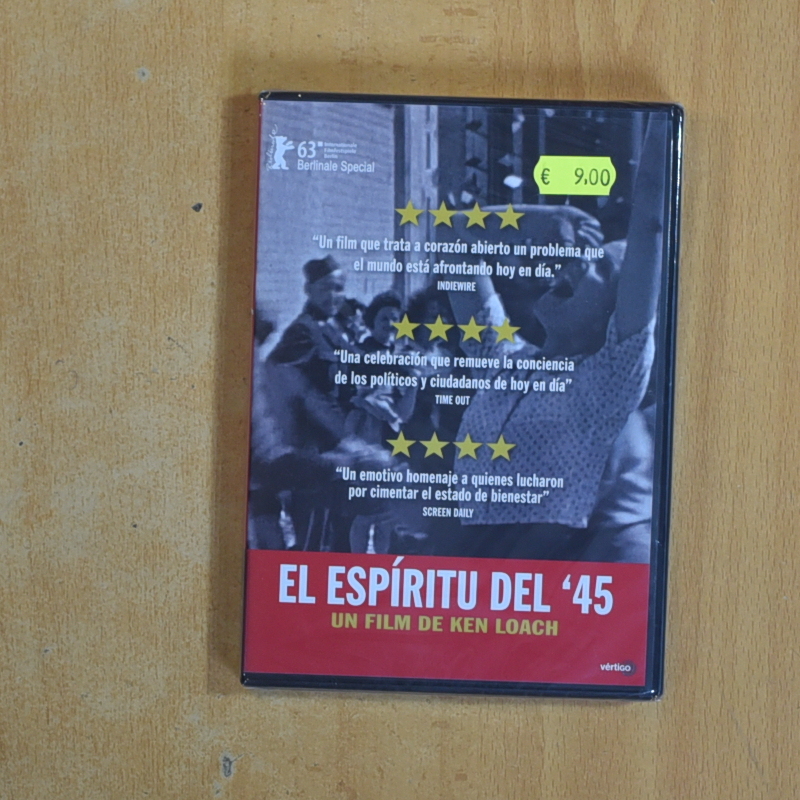 63
Berlinale Special
€ 9.00
“Un film que trata a corazón abierto un problema que
el mundo está afrontando hoy en día.”
INDIEWIRE
“Una celebración que remueve la conciencia
de los políticos y ciudadanos de hoy en día”
TIME OUT
“Un emotivo homenaje a quienes lucharon
por cimentar el estado de bienestar”
SCREEN DAILY
EL ESPÍRITU DEL ‘45
UN FILM DE KEN LOACH
vértigo